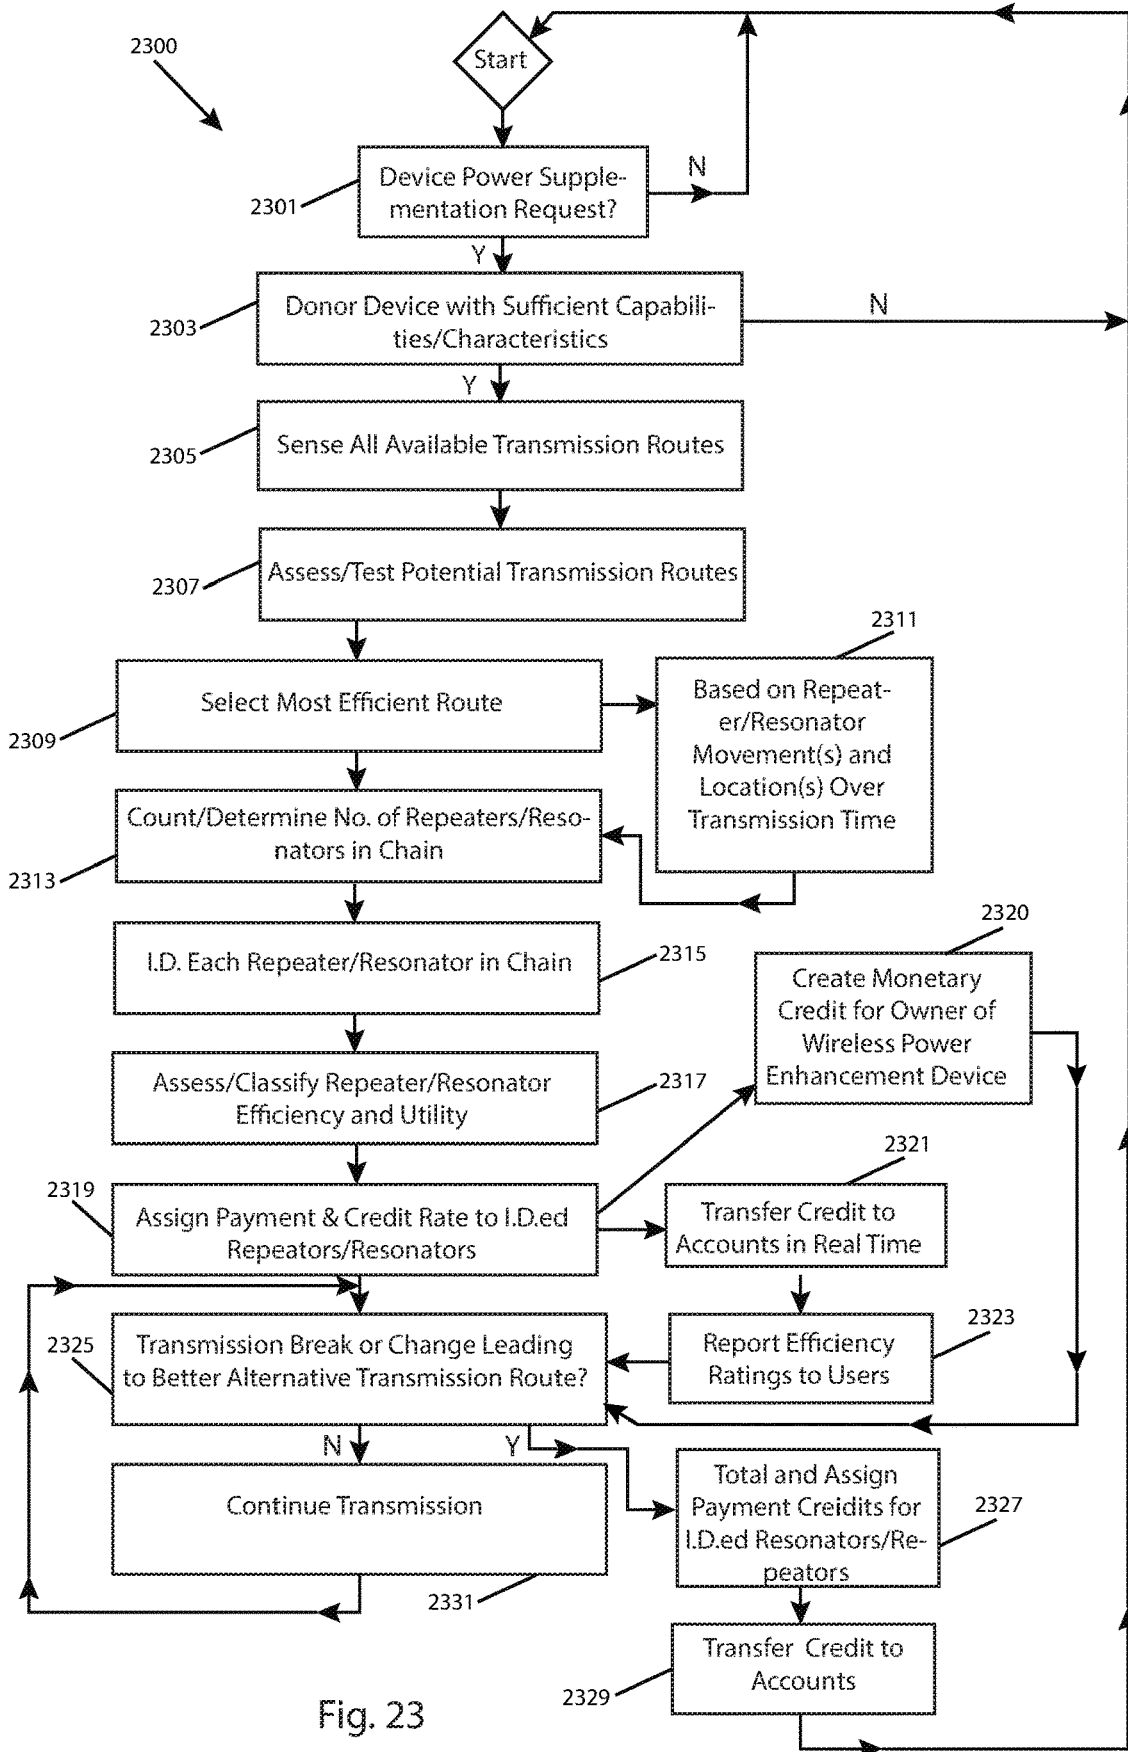 2300
Start
Device Power Supple-
mentation Request?
N
2301
Y
Donor Device with Sufficient Capabili-
ties/Characteristics
N
2303
Y
Sense All Available Transmission Routes
2305
Assess/Test Potential Transmission Routes
2307
2311
Select Most Efficient Route
2309
Based on Repeat-
er/Resonator
Movement(s) and
Location(s) Over
Transmission Time
Count/Determine No. of Repeaters/Reso-
nators in Chain
2313
I.D. Each Repeater/Resonator in Chain
2315
2320
Create Monetary
Credit for Owner of
Wireless Power
Enhancement Device
Assess/Classify Repeater/Resonator
Efficiency and Utility
2317
2319
Assign Payment & Credit Rate to I.D.ed
Repeators/Resonators
2321
Transfer Credit to
Accounts in Real Time
2325
Transmission Break or Change Leading
to Better Alternative Transmission Route?
Report Efficiency
Ratings to Users
2323
N
Y
Continue Transmission
2331
Total and Assign
Payment Creidits for
I.D.ed Resonators/Re-
peators
2327
Transfer Credit to
Accounts
2329
Fig. 23